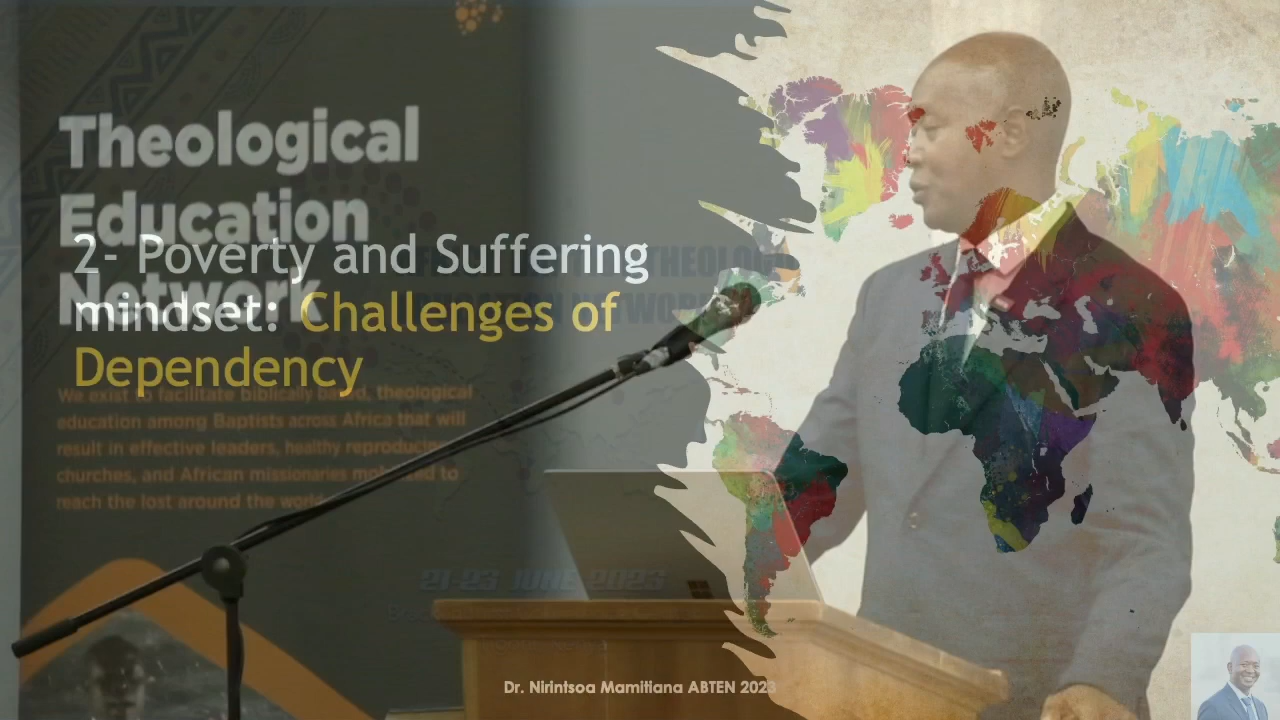 Theological
Education
Network
2- Poverty and Suffering
mindset: Challenges of
Dependency
We exist to facilitate biblically based, theological
education among Baptists across Africa that will
result in effective leaders, healthy reproducing
churches, and African missionaries mobilized to
reach the lost around the world
THEOLOGICAL
21-23 JUNE 2023
Dr. Nirintsoa Mamitiana ABTEN 2023